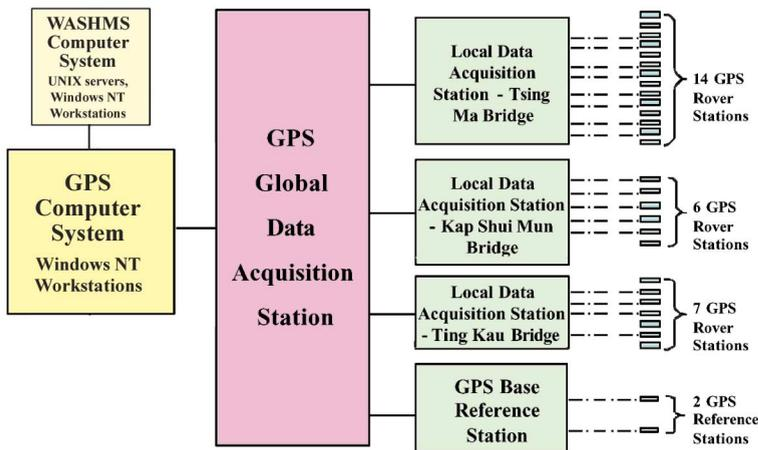 WASHMS
Computer
System
UNIX servers,
Windows NT
Workstations
GPS
Computer
System
Windows NT
Workstations
GPS
Global
Data
Acquisition
Station
Local Data
Acquisition
Station - Tsing
Ma Bridge
14 GPS
Rover
Stations
Local Data
Acquisition Station
- Kap Shui Mun
Bridge
6 GPS
Rover
Stations
Local Data
Acquisition Station
- Ting Kau Bridge
7 GPS
Rover
Stations
GPS Base
Reference
Station
2 GPS
Reference
Stations